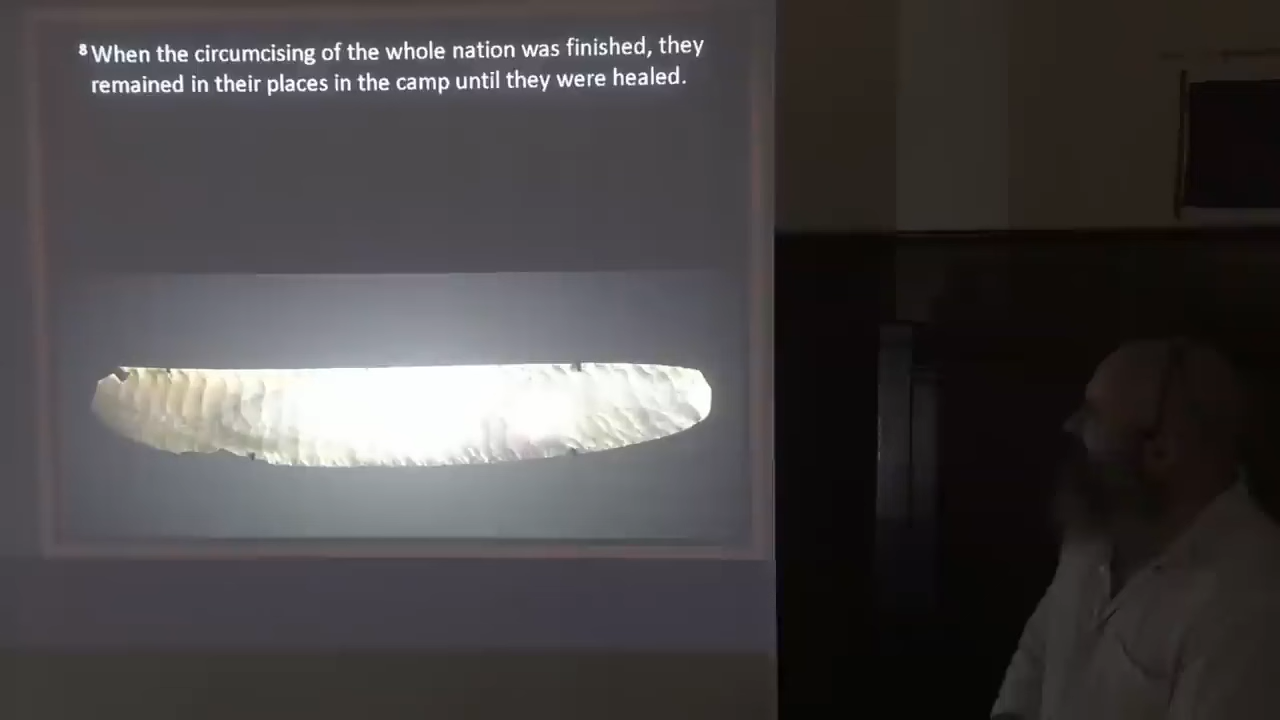 ⁸ When the circumcising of the whole nation was finished, they
remained in their places in the camp until they were healed.